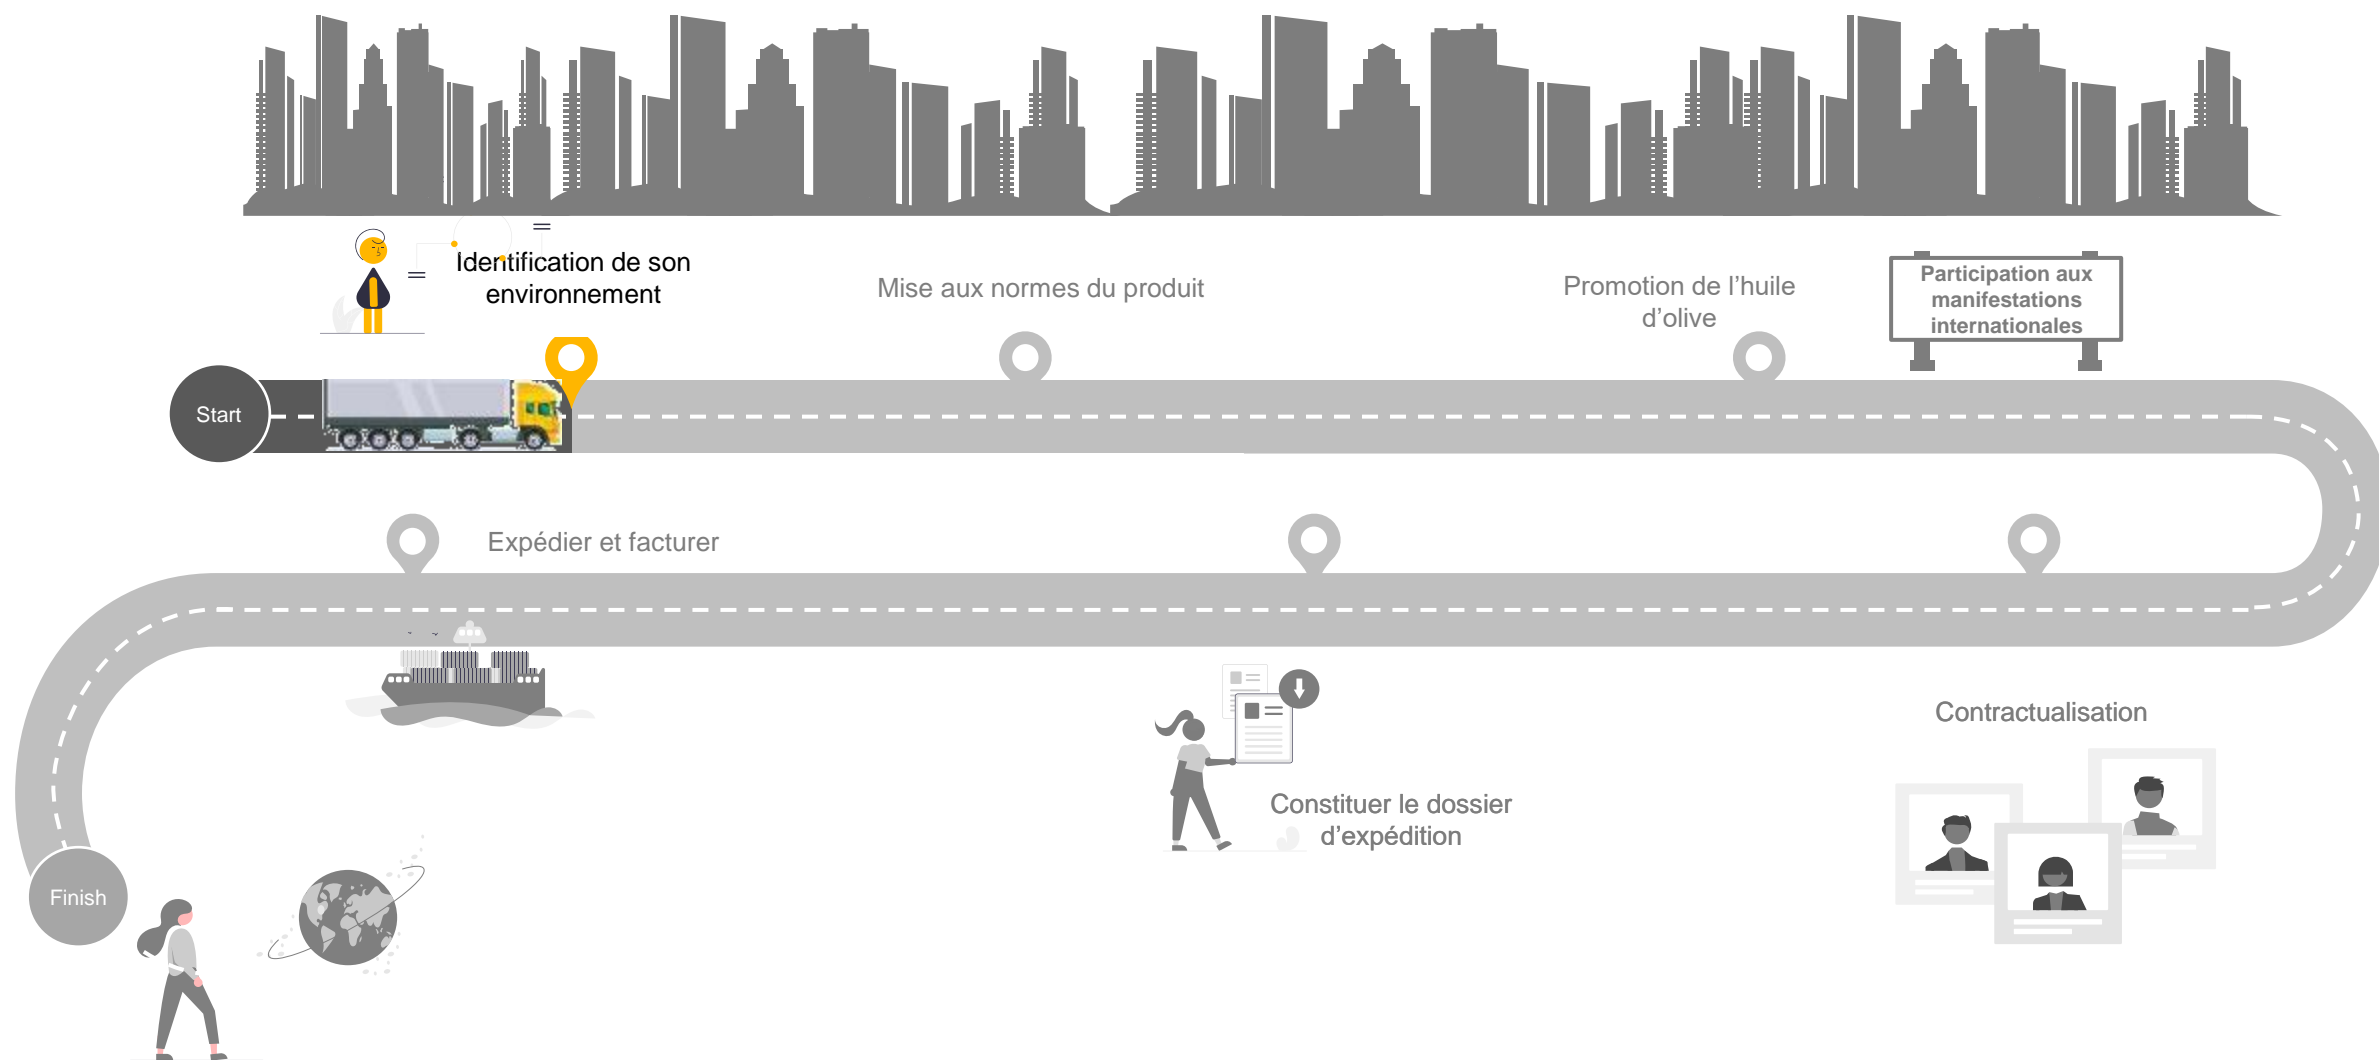 Identification de son
environnement
Mise aux normes du produit
Promotion de l’huile
d’olive
Participation aux
manifestations
internationales
Start
Expédier et facturer
Contractualisation
Constituer le dossier
d’expédition
Finish